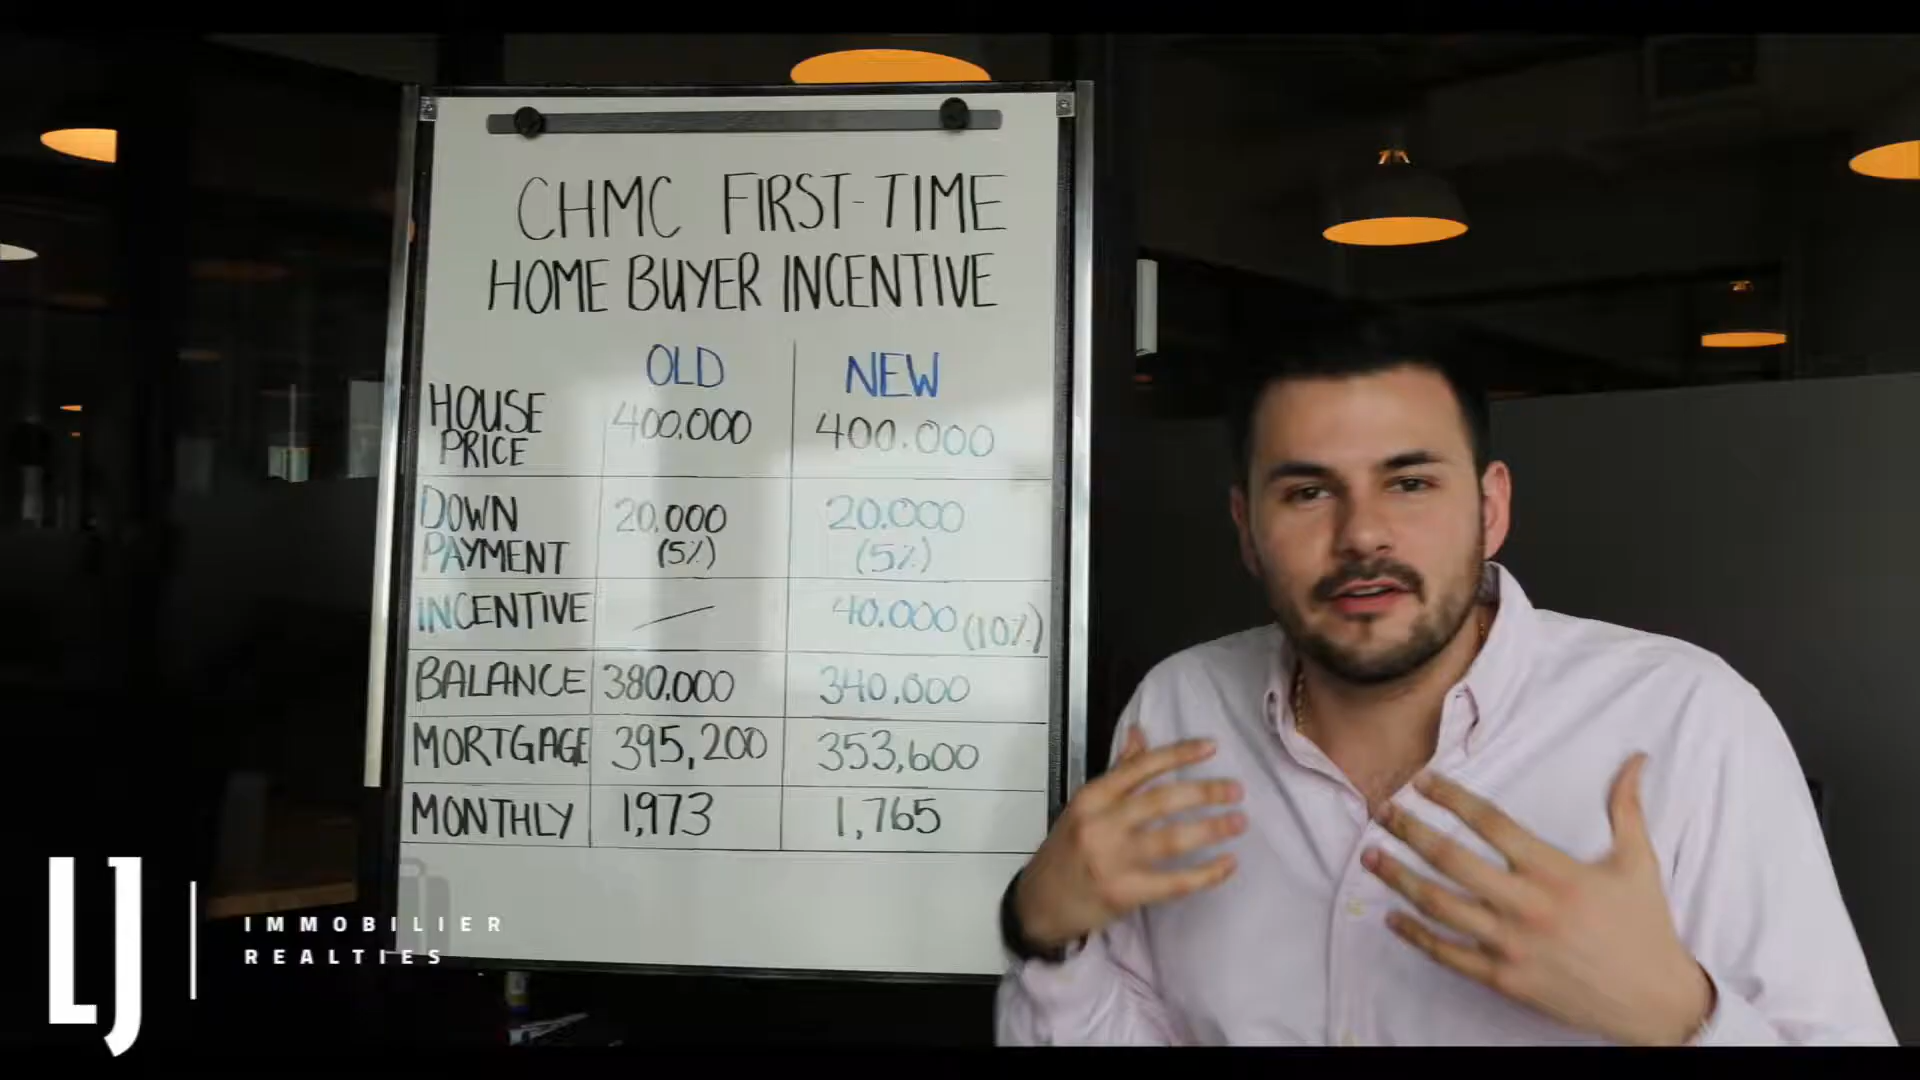 CHMC FIRST-TIME
HOME BUYER INCENTIVE
OLD NEW
HOUSE PRICE 400.000 400.000
DOWN PAYMENT 20.000 (5%) 20.000 (5%)
INCENTIVE — 40.000 (10%)
BALANCE 380.000 340,000
MORTGAGE 395,200 353,600
MONTHLY 1,973 1,765
LJ
IMMOBILIER
REALTIES